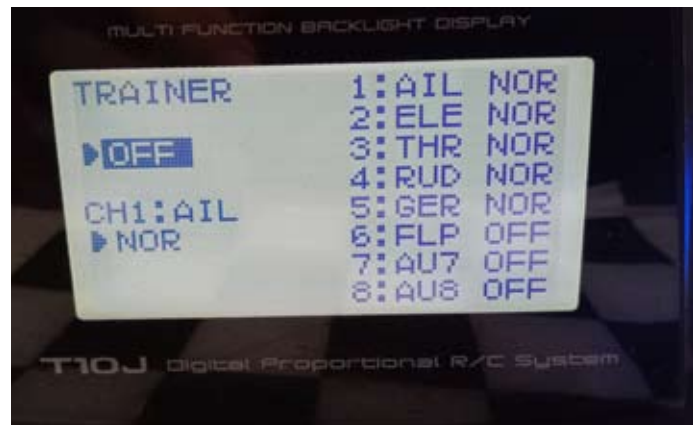 MULTI FUNCTION BACKLIGHT DISPLAY
TRAINER
▶OFF
CH1:AIL
▶NOR
1:AIL NOR
2:ELE NOR
3:THR NOR
4:RUD NOR
5:GER NOR
6:FLP OFF
7:AU7 OFF
8:AU8 OFF
T10J Digital Proportional R/C System